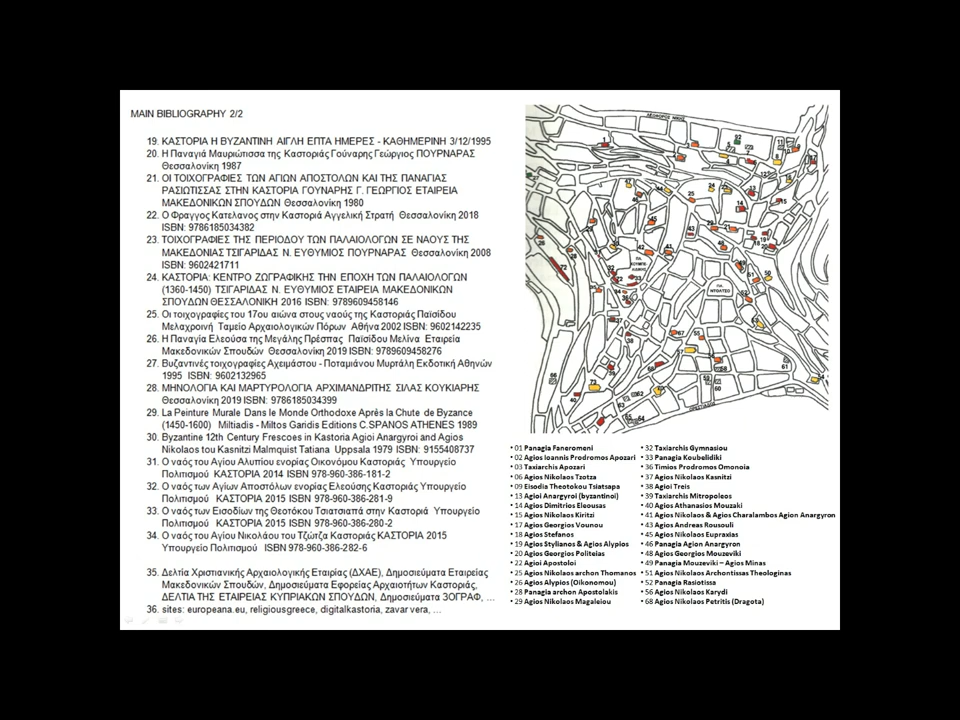 MAIN BIBLIOGRAPHY 2/2
19. ΚΑΣΤΟΡΙΑ Η ΒΥΖΑΝΤΙΝΗ ΑΙΓΛΗ ΕΠΤΑ ΗΜΕΡΕΣ - ΚΑΘΗΜΕΡΙΝΗ 3/12/1995
20. Η Παναγιά Μαυριώτισσα της Καστοριάς Γούναρης Γεώργιος ΠΟΥΡΝΑΡΑΣ
Θεσσαλονίκη 1987
21. ΟΙ ΤΟΙΧΟΓΡΑΦΙΕΣ ΤΩΝ ΑΓΙΩΝ ΑΠΟΣΤΟΛΩΝ ΚΑΙ ΤΗΣ ΠΑΝΑΓΙΑΣ
ΡΑΣΙΩΤΙΣΣΑΣ ΣΤΗΝ ΚΑΣΤΟΡΙΑ ΓΟΥΝΑΡΗΣ Γ. ΓΕΩΡΓΙΟΣ ΕΤΑΙΡΕΙΑ
ΜΑΚΕΔΟΝΙΚΩΝ ΣΠΟΥΔΩΝ Θεσσαλονίκη 1980
22. Ο Φραγγος Κατελανος στην Καστοριά Αγγελική Στρατή Θεσσαλονίκη 2018
ISBN: 9786185034382
23. ΤΟΙΧΟΓΡΑΦΙΕΣ ΤΗΣ ΠΕΡΙΟΔΟΥ ΤΩΝ ΠΑΛΑΙΟΛΟΓΩΝ ΣΕ ΝΑΟΥΣ ΤΗΣ
ΜΑΚΕΔΟΝΙΑΣ ΤΣΙΓΑΡΙΔΑΣ Ν. ΕΥΘΥΜΙΟΣ ΠΟΥΡΝΑΡΑΣ Θεσσαλονίκη 2008
ISBN: 9602421711
24. ΚΑΣΤΟΡΙΑ: ΚΕΝΤΡΟ ΖΩΓΡΑΦΙΚΗΣ ΤΗΝ ΕΠΟΧΗ ΤΩΝ ΠΑΛΑΙΟΛΟΓΩΝ
(1360-1450) ΤΣΙΓΑΡΙΔΑΣ Ν. ΕΥΘΥΜΙΟΣ ΕΤΑΙΡΕΙΑ ΜΑΚΕΔΟΝΙΚΩΝ
ΣΠΟΥΔΩΝ ΘΕΣΣΑΛΟΝΙΚΗ 2016 ISBN: 9789609458146
25. Οι τοιχογραφίες του 17ου αιώνα στους ναούς της Καστοριάς Παϊσίδου
Μελαχροινή Ταμείο Αρχαιολογικών Πόρων Αθήνα 2002 ISBN: 9602142235
26. Η Παναγία Ελεούσα της Μεγάλης Πρέσπας Παϊσίδου Μελίνα Εταιρεία
Μακεδονικών Σπουδών Θεσσαλονίκη 2019 ISBN: 9789609458276
27. Βυζαντινές τοιχογραφίες Αχειμάστου - Ποταμιάνου Μυρτάλη Εκδοτική Αθηνών
1995 ISBN: 9602132965
28. ΜΗΝΟΛΟΓΙΑ ΚΑΙ ΜΑΡΤΥΡΟΛΟΓΙΑ ΑΡΧΙΜΑΝΔΡΙΤΗΣ ΣΙΛΑΣ ΚΟΥΚΙΑΡΗΣ
Θεσσαλονίκη 2019 ISBN: 9786185034399
29. La Peinture Murale Dans le Monde Orthodoxe Après la Chute de Byzance
(1450-1600) Miltiadis - Miltos Garidis Editions C.SPANOS ATHENES 1989
30. Byzantine 12th Century Frescoes in Kastoria Agioi Anargyroi and Agios
Nikolaos tou Kasnitzi Malmquist Tatiana Uppsala 1979 ISBN: 9155408737
31. Ο ναός του Αγίου Αλυπίου ενορίας Οικονόμου Καστοριάς Υπουργείο
Πολιτισμού ΚΑΣΤΟΡΙΑ 2014 ISBN 978-960-386-181-2
32. Ο ναός των Αγίων Αποστόλων ενορίας Ελεούσης Καστοριάς Υπουργείο
Πολιτισμού ΚΑΣΤΟΡΙΑ 2015 ISBN 978-960-386-281-9
33. Ο ναός των Εισοδίων της Θεοτόκου Τσιατσαπά στην Καστοριά Υπουργείο
Πολιτισμού ΚΑΣΤΟΡΙΑ 2015 ISBN 978-960-386-280-2
34. Ο ναός του Αγίου Νικολάου του Τζώτζα Καστοριάς ΚΑΣΤΟΡΙΑ 2015
Υπουργείο Πολιτισμού ISBN 978-960-386-282-6
35. Δελτία Χριστιανικής Αρχαιολογικής Εταιρίας (ΔΧΑΕ), Δημοσιεύματα Εταιρείας
Μακεδονικών Σπουδών, Δημοσιεύματα Εφορείας Αρχαιοτήτων Καστοριάς,
ΔΕΛΤΙΑ ΤΗΣ ΕΤΑΙΡΕΙΑΣ ΚΥΠΡΙΑΚΩΝ ΣΠΟΥΔΩΝ, Δημοσιεύματα ΖΟΓΡΑΦ, ...
36. sites: europeana.eu, religiousgreece, digitalkastoria, zavar vera, ...
ΛΕΩΦΟΡΟΣ ΝΙΚΗΣ
ΠΛ. ΝΤΟΛΤΣΟ
• 01 Panagia Faneromeni
• 02 Agios Ioannis Prodromos Apozari
• 03 Taxiarchis Apozari
• 06 Agios Nikolaos Tzotza
• 09 Eisodia Theotokou Tsiatsapa
• 13 Agioi Anargyroi (byzantinoi)
• 14 Agios Dimitrios Eleousas
• 15 Agios Nikolaos Kiritzi
• 17 Agios Georgios Vounou
• 18 Agios Stefanos
• 19 Agios Stylianos & Agios Alypios
• 20 Agios Georgios Politeias
• 22 Agioi Apostoloi
• 25 Agios Nikolaos archon Thomanos
• 26 Agios Alypios (Oikonomou)
• 28 Panagia archon Apostolakis
• 29 Agios Nikolaos Magaleiou
• 32 Taxiarchis Gymnasiou
• 33 Panagia Koubelidiki
• 36 Timios Prodromos Omonoia
• 37 Agios Nikolaos Kasnitzi
• 38 Agioi Treis
• 39 Taxiarchis Mitropoleos
• 40 Agios Athanasios Mouzaki
• 41 Agios Nikolaos & Agios Charalambos Agion Anargyron
• 43 Agios Andreas Rousouli
• 45 Agios Nikolaos Eupraxias
• 46 Panagia Agion Anargyron
• 48 Agios Georgios Mouzeviki
• 49 Panagia Mouzeviki – Agios Minas
• 51 Agios Nikolaos Archontissas Theologinas
• 52 Panagia Rasiotissa
• 56 Agios Nikolaos Karydi
• 68 Agios Nikolaos Petritis (Dragota)